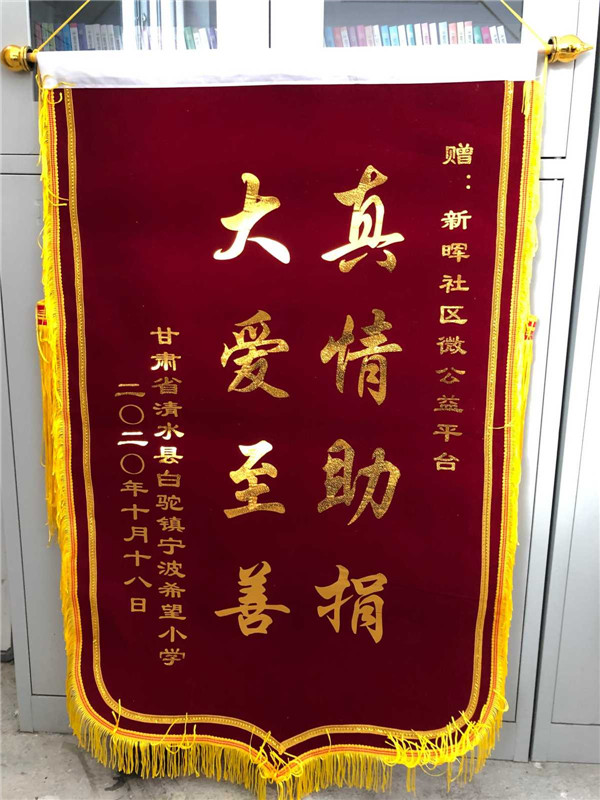 赠：新晖社区微公益平台
真情助捐
大爱至善
甘肃省清水县白驼镇宁波希望小学
二〇二〇年十月十八日